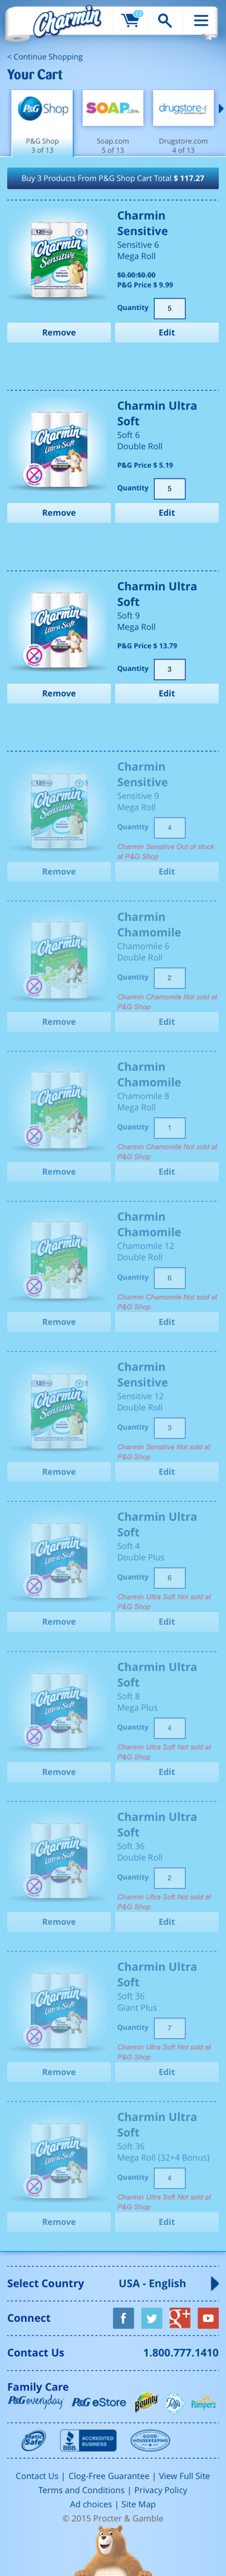 Charmin
13
< Continue Shopping
Your Cart
P&G Shop
SOAP.com
drugstore
P&G Shop
3 of 13
Soap.com
5 of 13
Drugstore.com
4 of 13
Buy 3 Products From P&G Shop Cart Total $ 117.27
Charmin
Sensitive
Sensitive 6
Mega Roll
$0.00:$0.00
P&G Price $ 9.99
Quantity 5
Remove Edit
Charmin Ultra
Soft
Soft 6
Double Roll
P&G Price $ 5.19
Quantity 5
Remove Edit
Charmin Ultra
Soft
Soft 9
Mega Roll
P&G Price $ 13.79
Quantity 3
Remove Edit
Charmin
Sensitive
Sensitive 9
Mega Roll
Quantity 4
Charmin Sensitive Out of stock
at P&G Shop
Remove Edit
Charmin
Chamomile
Chamomile 6
Double Roll
Quantity 2
Charmin Chamomile Not sold at
P&G Shop
Remove Edit
Charmin
Chamomile
Chamomile 8
Mega Roll
Quantity 1
Charmin Chamomile Not sold at
P&G Shop
Remove Edit
Charmin
Chamomile
Chamomile 12
Double Roll
Quantity 6
Charmin Chamomile Not sold at
P&G Shop
Remove Edit
Charmin
Sensitive
Sensitive 12
Double Roll
Quantity 3
Charmin Sensitive Not sold at
P&G Shop
Remove Edit
Charmin Ultra
Soft
Soft 4
Double Plus
Quantity 6
Charmin Ultra Soft Not sold at
P&G Shop
Remove Edit
Charmin Ultra
Soft
Soft 8
Mega Plus
Quantity 4
Charmin Ultra Soft Not sold at
P&G Shop
Remove Edit
Charmin Ultra
Soft
Soft 36
Double Roll
Quantity 2
Charmin Ultra Soft Not sold at
P&G Shop
Remove Edit
Charmin Ultra
Soft
Soft 36
Giant Plus
Quantity 7
Charmin Ultra Soft Not sold at
P&G Shop
Remove Edit
Charmin Ultra
Soft
Soft 36
Mega Roll (32+4 Bonus)
Quantity 4
Charmin Ultra Soft Not sold at
P&G Shop
Remove Edit
Select Country USA - English
Connect
Contact Us 1.800.777.1410
Family Care
P&G everyday P&G eStore Bounty Puffs Pampers
Septic Safe BBB ACCREDITED BUSINESS GOOD HOUSEKEEPING
Contact Us | Clog-Free Guarantee | View Full Site
Terms and Conditions | Privacy Policy
Ad choices | Site Map
© 2015 Procter & Gamble